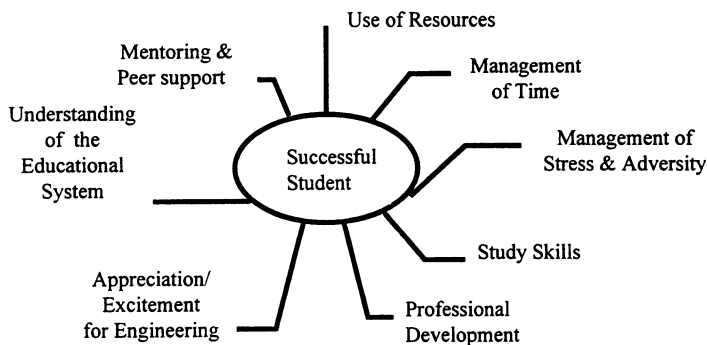 Use of Resources
Mentoring &
Peer support
Management
of Time
Understanding
of the
Educational
System
Management of
Stress & Adversity
Successful
Student
Study Skills
Appreciation/
Excitement
for Engineering
Professional
Development